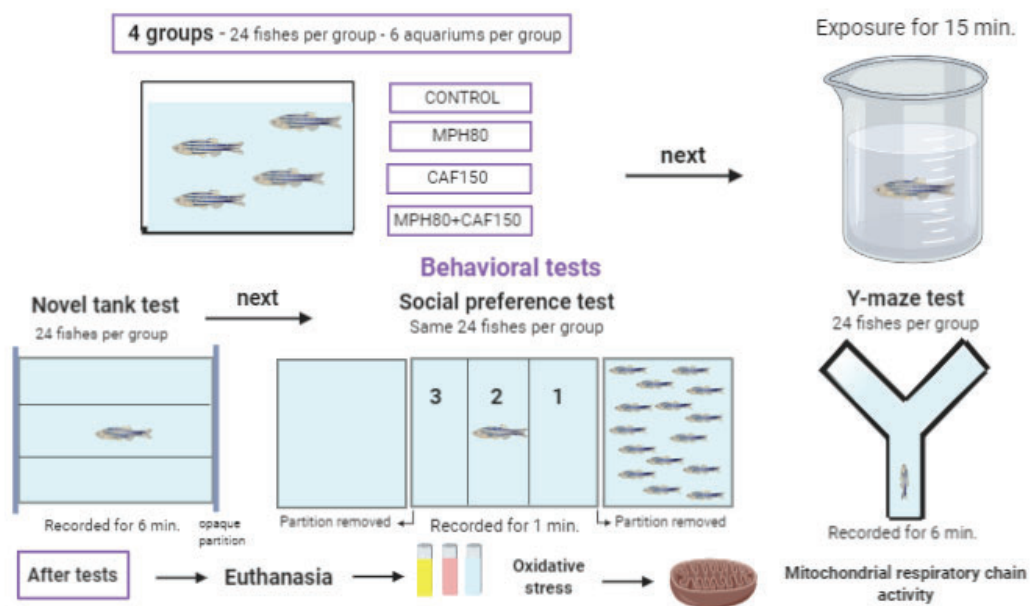 4 groups - 24 fishes per group - 6 aquariums per group
Exposure for 15 min.
CONTROL
MPH80
CAF150
MPH80+CAF150
next
Behavioral tests
Novel tank test
24 fishes per group
next
Social preference test
Same 24 fishes per group
Y-maze test
24 fishes per group
3 2 1
Recorded for 6 min.
opaque
partition
Partition removed
Recorded for 1 min.
Partition removed
Recorded for 6 min.
After tests
Euthanasia
Oxidative
stress
Mitochondrial respiratory chain
activity